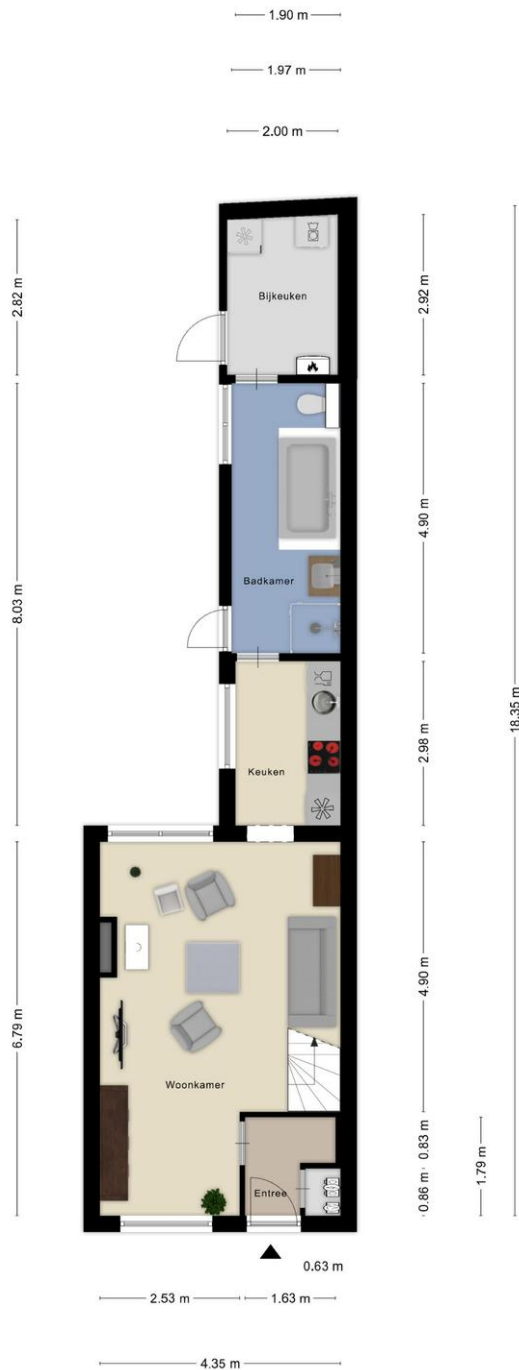 1.90 m
1.97 m
2.00 m
2.82 m
Bijkeuken
2.92 m
8.03 m
4.90 m
Badkamer
18.35 m
2.98 m
Keuken
6.79 m
4.90 m
Woonkamer
0.83 m
1.79 m
0.86 m
Entree
0.63 m
2.53 m
1.63 m
4.35 m